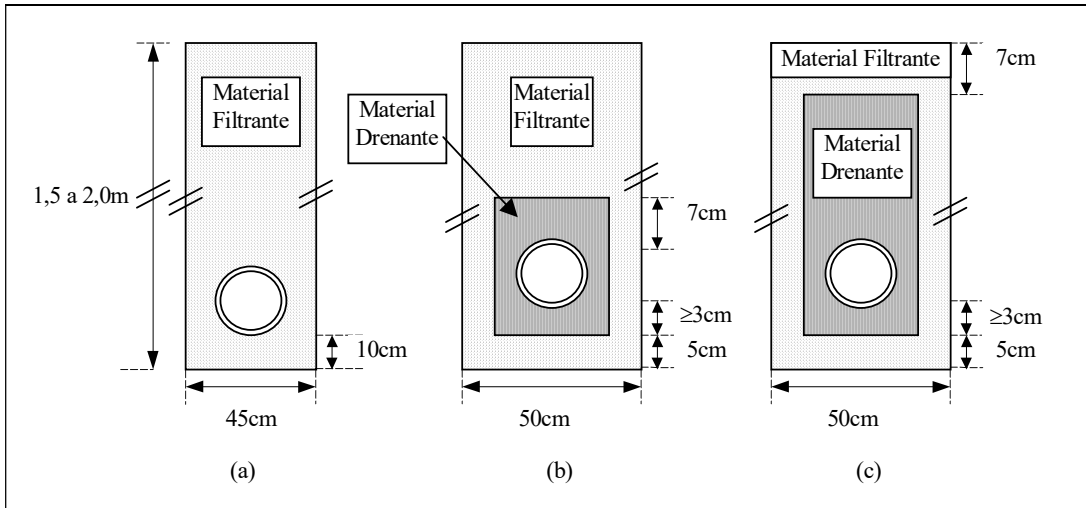 Material
Filtrante
1,5 a 2,0m
10cm
45cm
(a)
Material
Drenante
Material
Filtrante
7cm
≥3cm
5cm
50cm
(b)
Material Filtrante
7cm
Material
Drenante
≥3cm
5cm
50cm
(c)